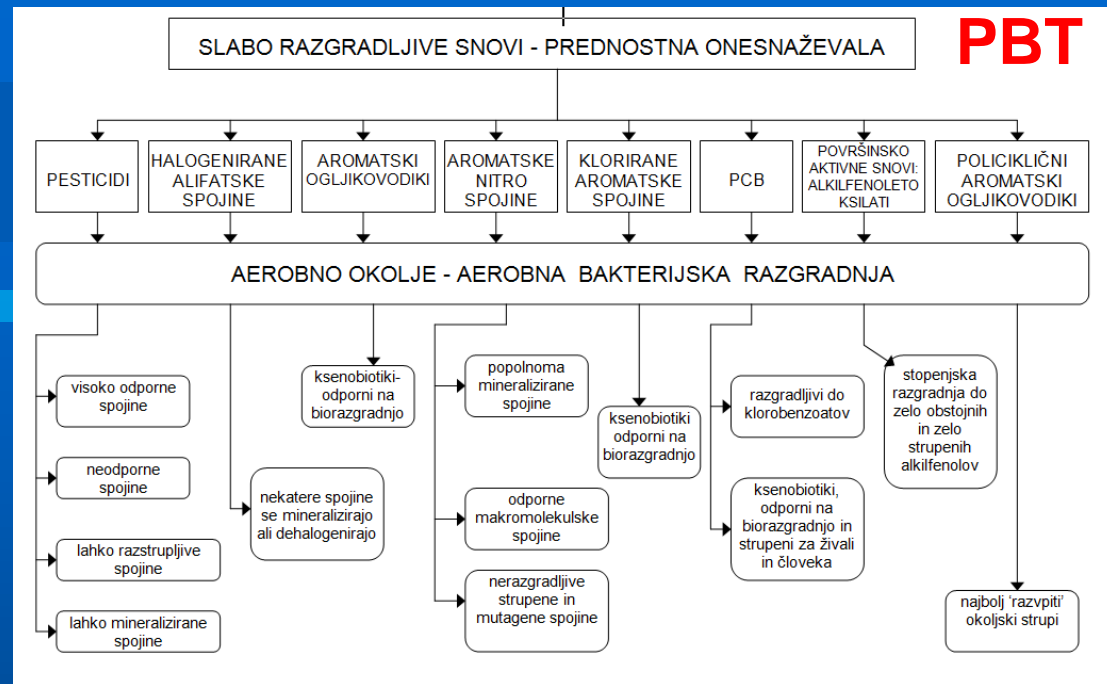 SLABO RAZGRADLJIVE SNOVI - PREDNOSTNA ONESNAŽEVALA
PBT
PESTICIDI
HALOGENIRANE
ALIFATSKE
SPOJINE
AROMATSKI
OGLJIKOVODIKI
AROMATSKE
NITRO
SPOJINE
KLORIRANE
AROMATSKE
SPOJINE
PCB
POVRŠINSKO
AKTIVNE SNOVI:
ALKILFENOLETO
KSILATI
POLICIKLIČNI
AROMATSKI
OGLJIKOVODIKI
AEROBNO OKOLJE - AEROBNA BAKTERIJSKA RAZGRADNJA
visoko odporne
spojine
neodporne
spojine
lahko razstrupljive
spojine
lahko mineralizirane
spojine
nekatere spojine
se mineralizirajo
ali dehalogenirajo
ksenobiotiki-
odporni na
biorazgradnjo
popolnoma
mineralizirane
spojine
odporne
makromolekulske
spojine
nerazgradljive
strupene in
mutagene spojine
ksenobiotiki
odporni na
biorazgradnjo
razgradljivi do
klorobenzoatov
ksenobiotiki,
odporni na
biorazgradnjo in
strupeni za živali
in človeka
stopenjska
razgradnja do
zelo obstojnih
in zelo
strupenih
alkilfenolov
najbolj 'razvpiti'
okoljski strupi